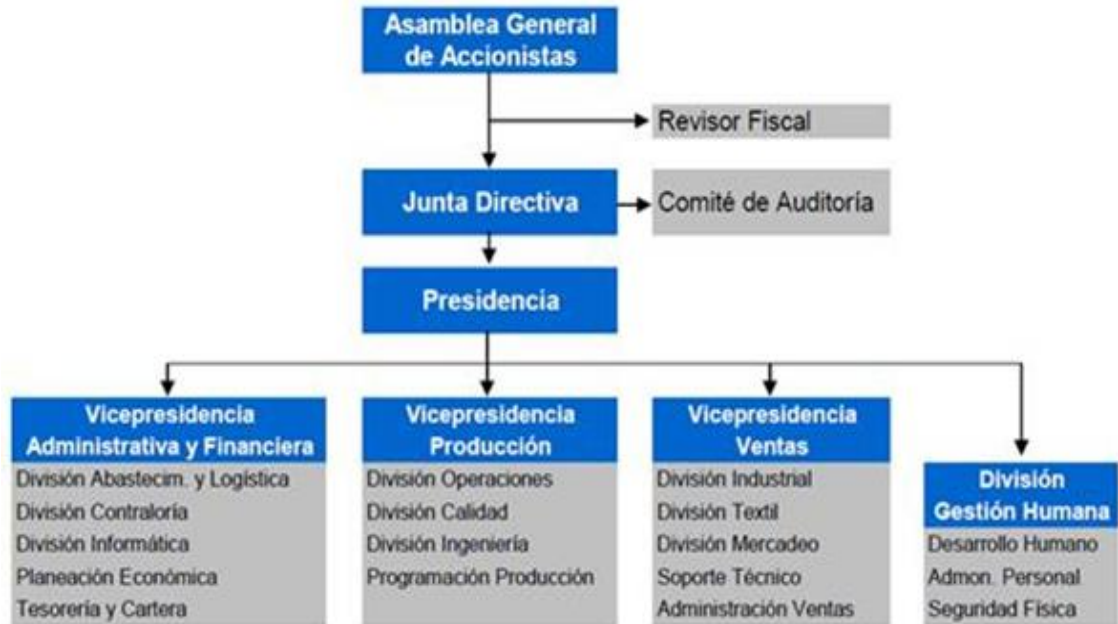 Asamblea General
de Accionistas
Revisor Fiscal
Junta Directiva
Comité de Auditoría
Presidencia
Vicepresidencia
Administrativa y Financiera
División Abastecim. y Logística
División Contraloría
División Informática
Planeación Económica
Tesorería y Cartera
Vicepresidencia
Producción
División Operaciones
División Calidad
División Ingeniería
Programación Producción
Vicepresidencia
Ventas
División Industrial
División Textil
División Mercadeo
Soporte Técnico
Administración Ventas
División
Gestión Humana
Desarrollo Humano
Admon. Personal
Seguridad Física